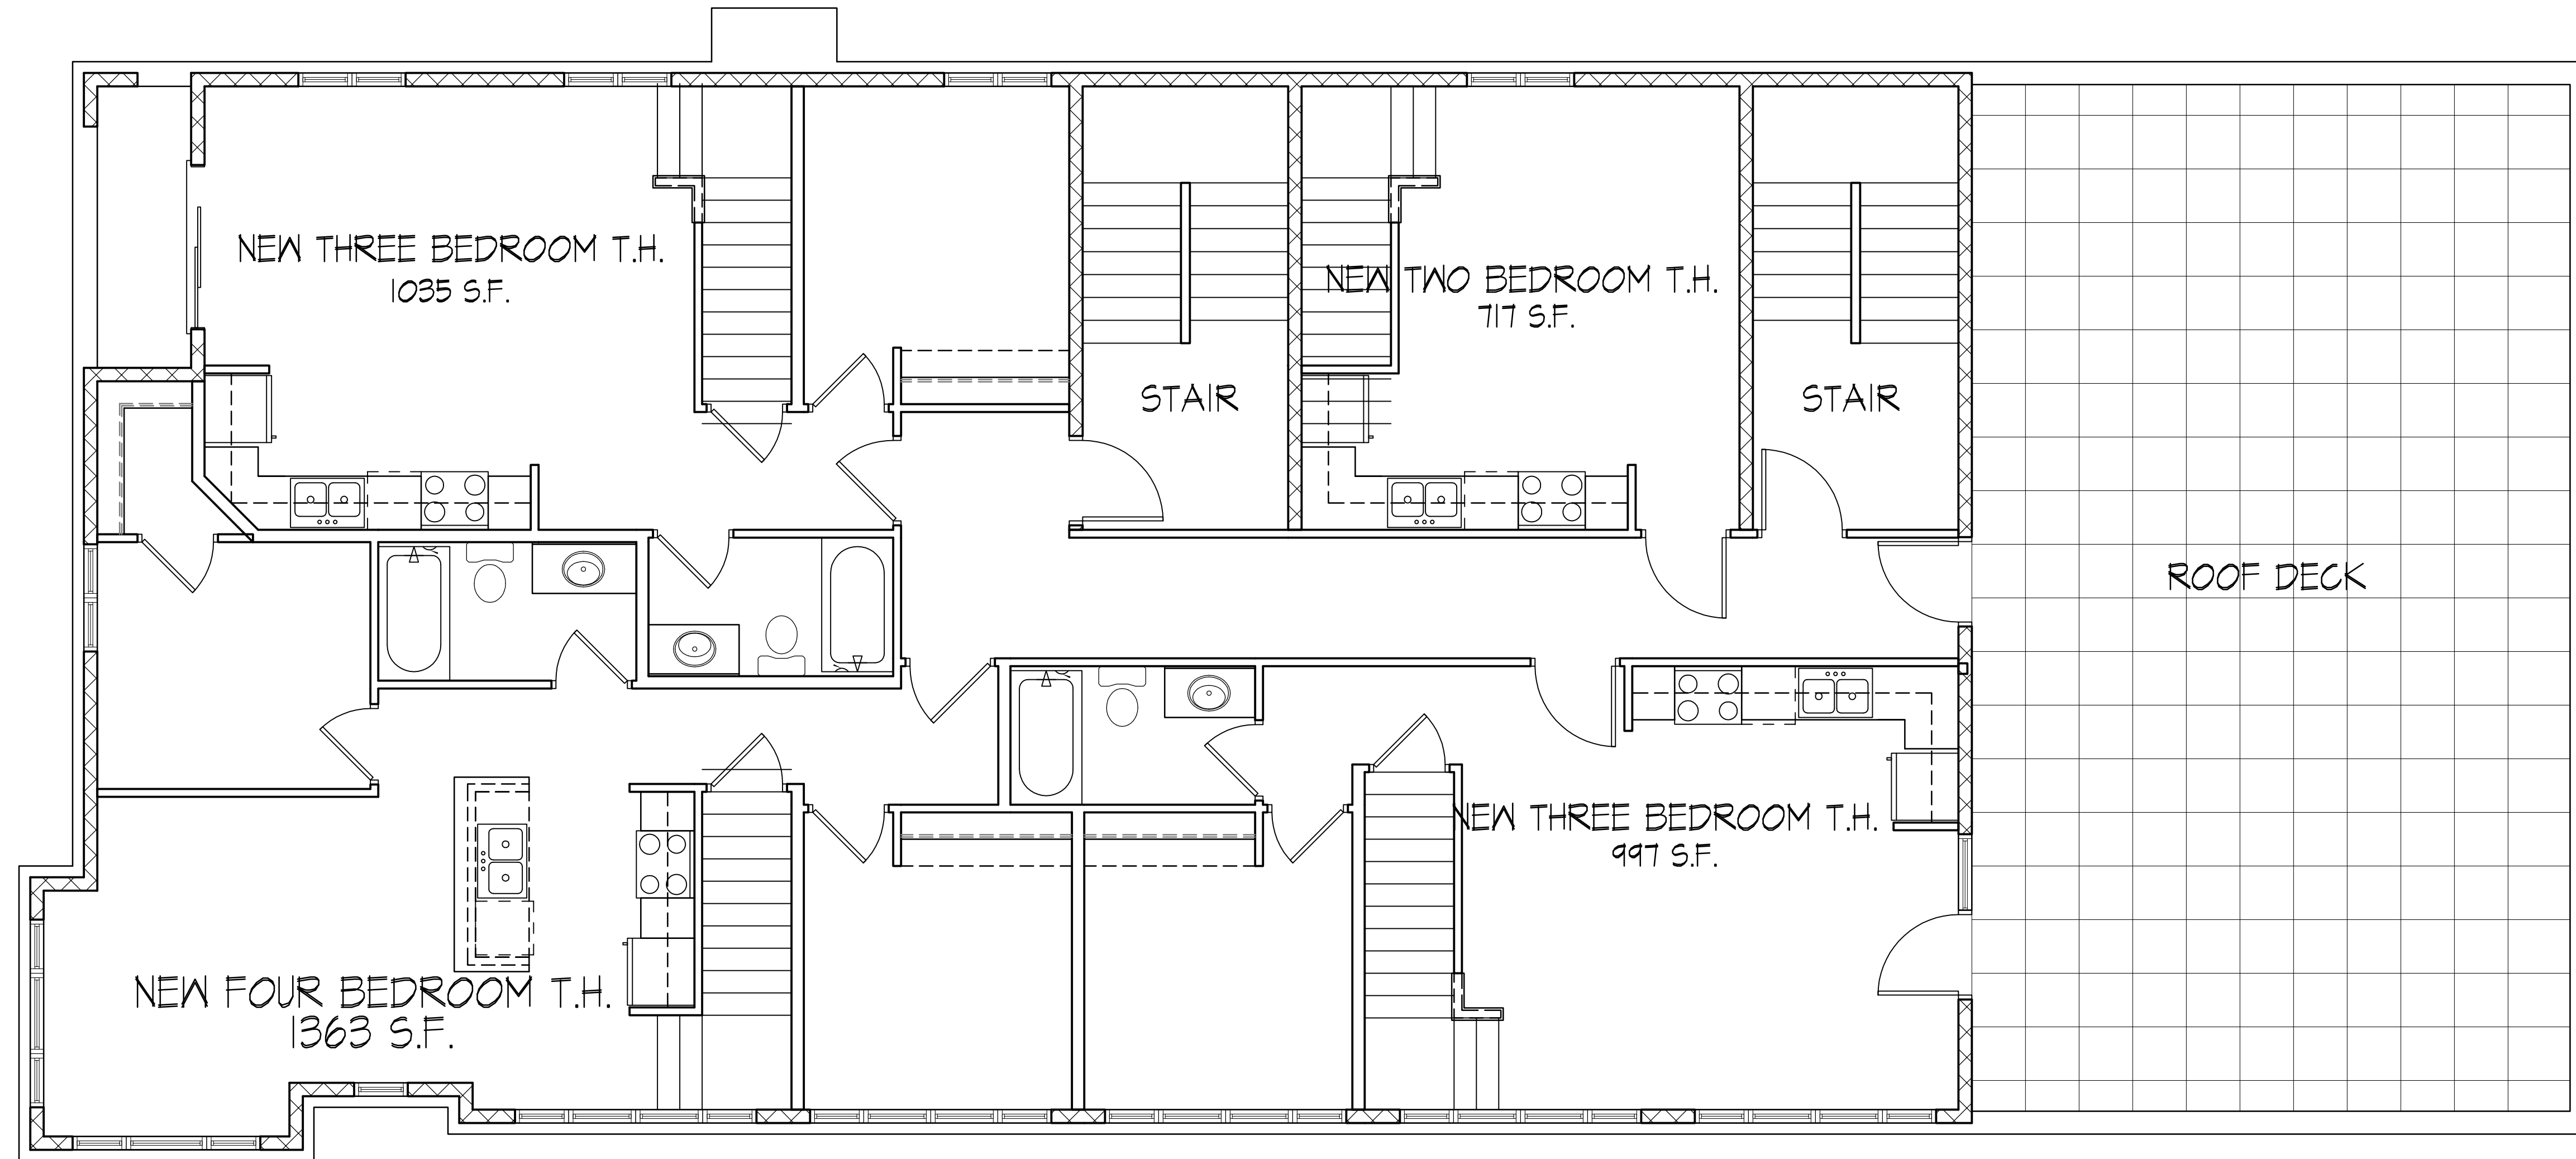 NEW THREE BEDROOM T.H.
1035 S.F.
NEW TWO BEDROOM T.H.
717 S.F.
STAIR
STAIR
ROOF DECK
NEW THREE BEDROOM T.H.
997 S.F.
NEW FOUR BEDROOM T.H.
1363 S.F.